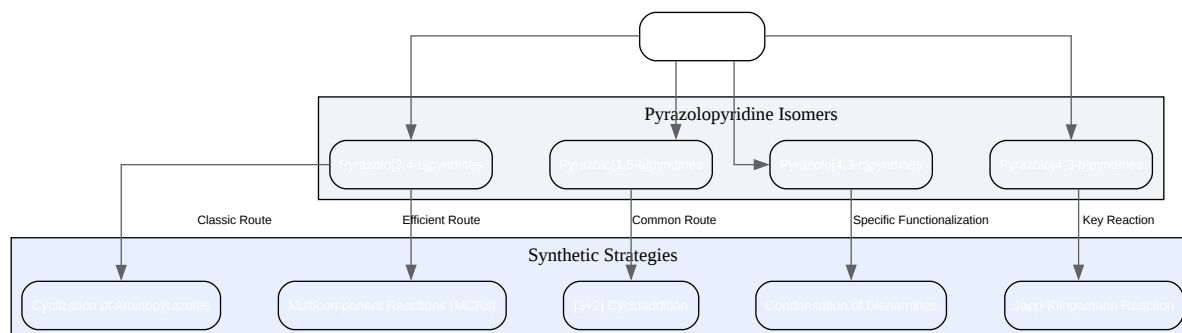 Pyrazolopyridine Isomers
Pyrazolo[3,4-b]pyridines
Pyrazolo[1,5-a]pyridines
Pyrazolo[4,3-c]pyridines
Pyrazolo[4,3-b]pyridines
Classic Route
Efficient Route
Common Route
Specific Functionalization
Key Reaction
Synthetic Strategies
Cyclization of Aminopyrazoles
Multicomponent Reactions (MCRs)
[3+2] Cycloaddition
Condensation of Dienamines
Japp-Klingemann Reaction